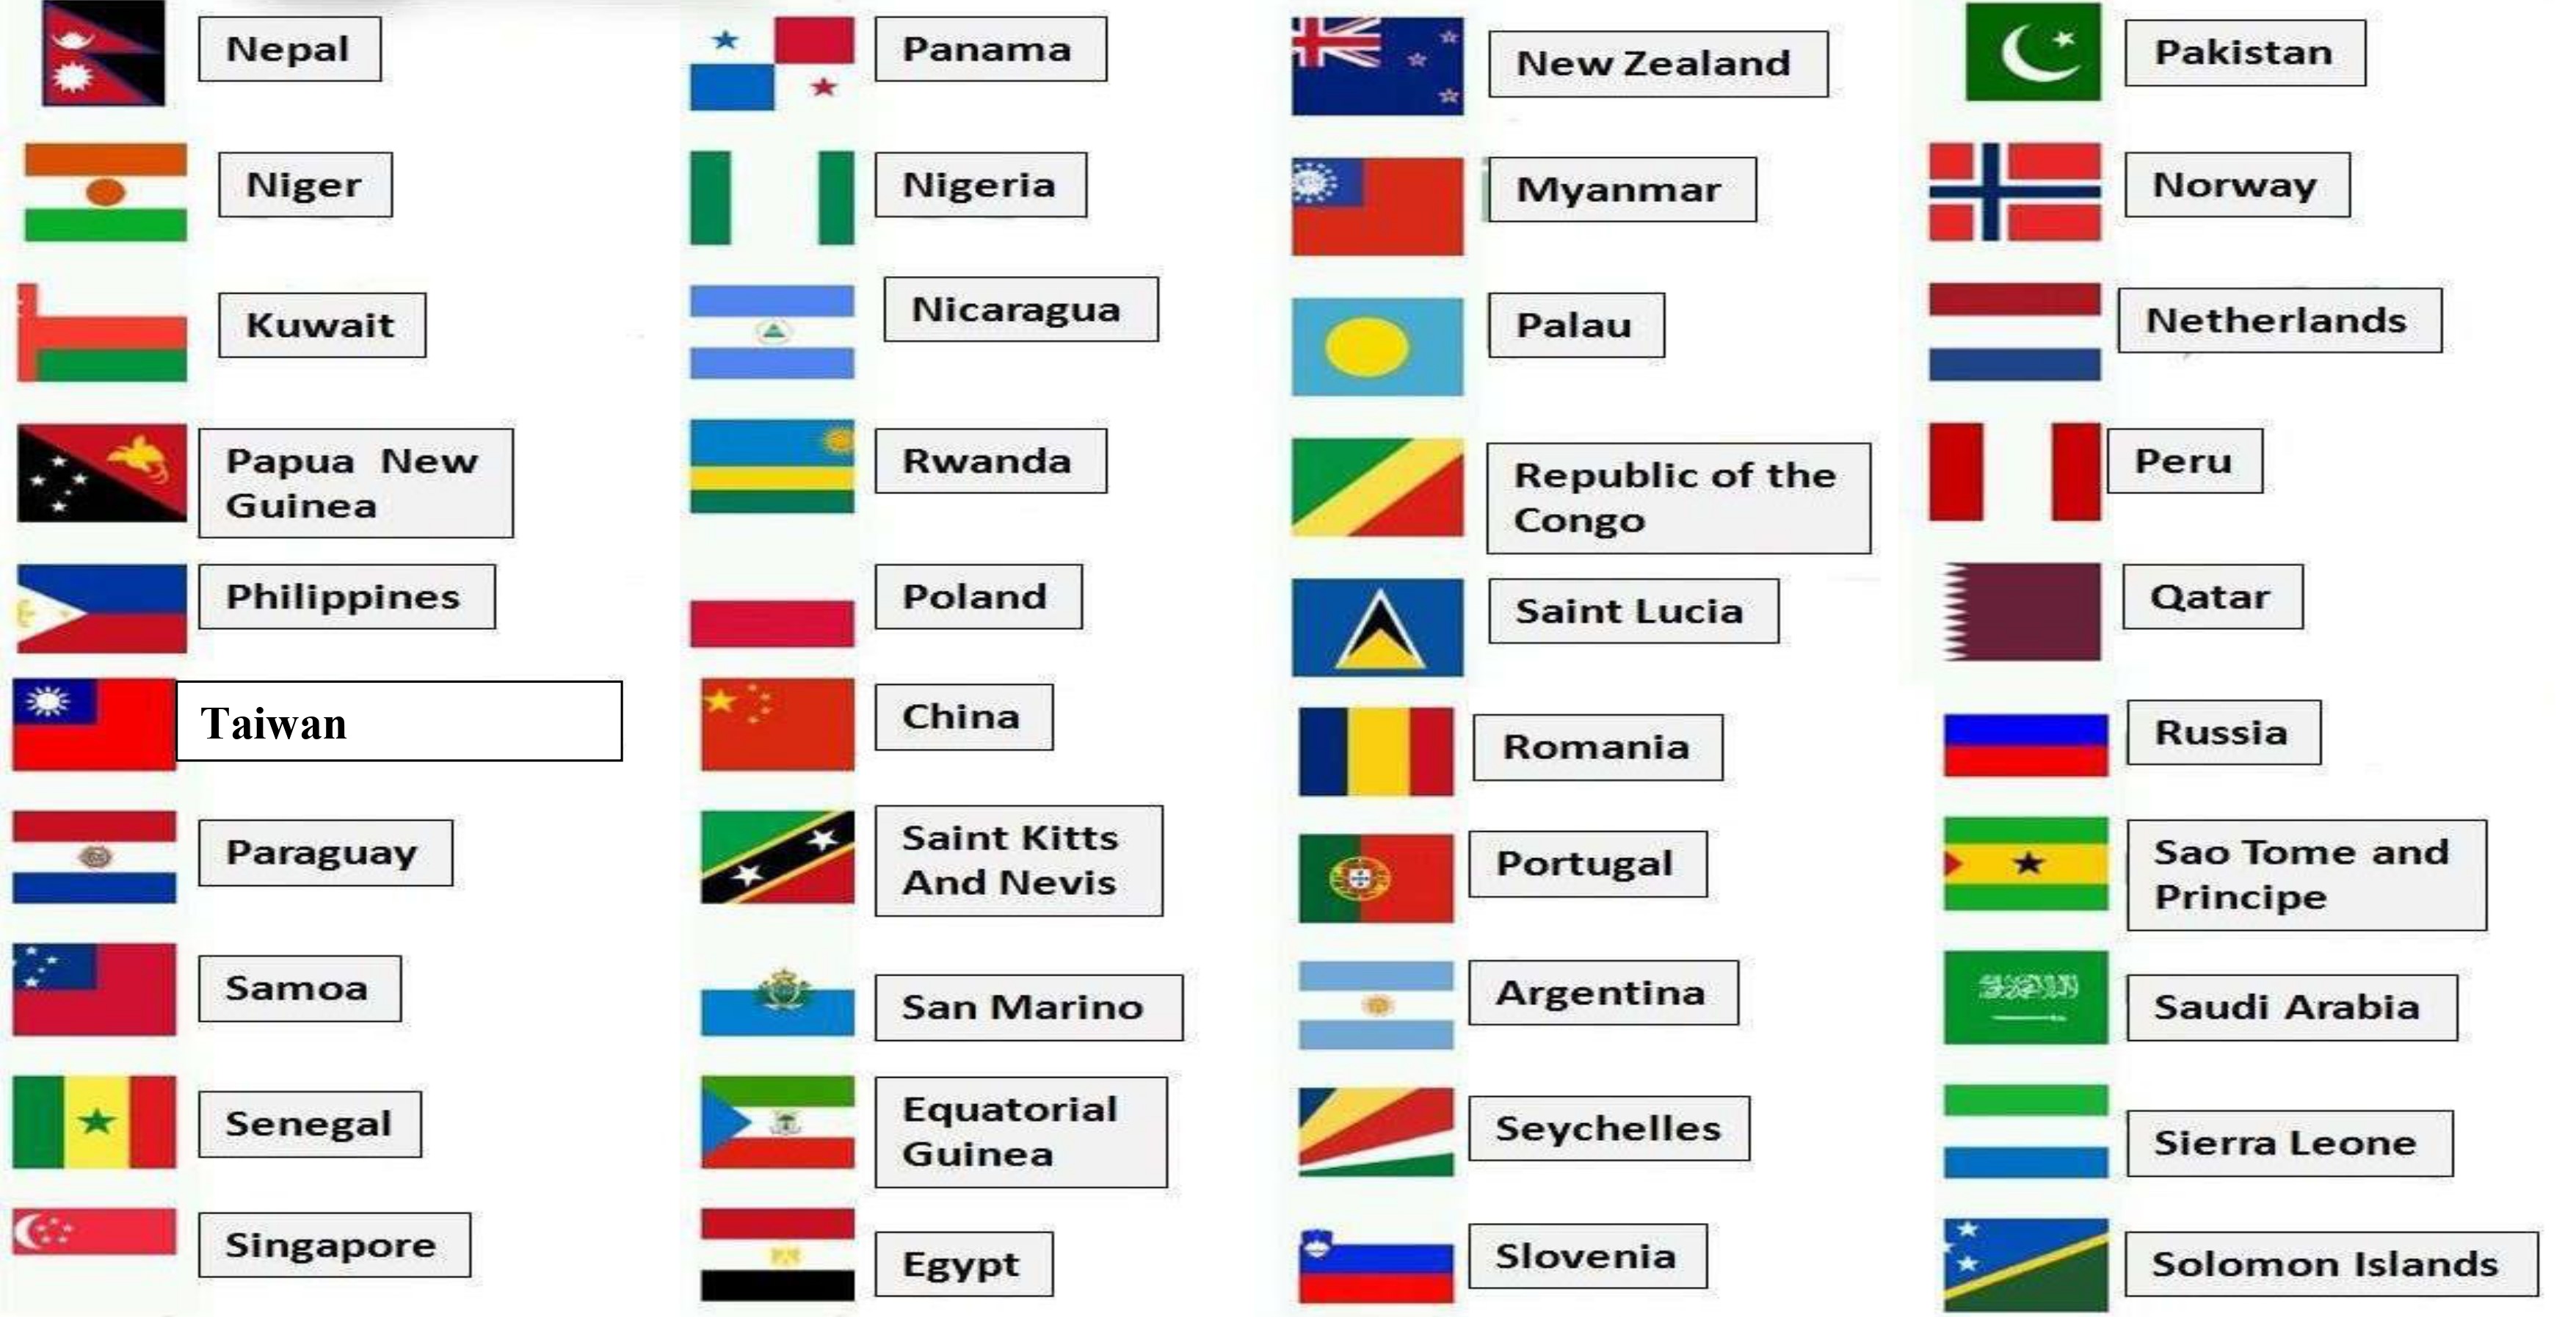 Nepal
Panama
New Zealand
Pakistan
Niger
Nigeria
Myanmar
Norway
Kuwait
Nicaragua
Palau
Netherlands
Papua New
Guinea
Rwanda
Republic of the
Congo
Peru
Philippines
Poland
Saint Lucia
Qatar
Taiwan
China
Romania
Russia
Paraguay
Saint Kitts
And Nevis
Portugal
Sao Tome and
Principe
Samoa
San Marino
Argentina
Saudi Arabia
Senegal
Equatorial
Guinea
Seychelles
Sierra Leone
Singapore
Egypt
Slovenia
Solomon Islands